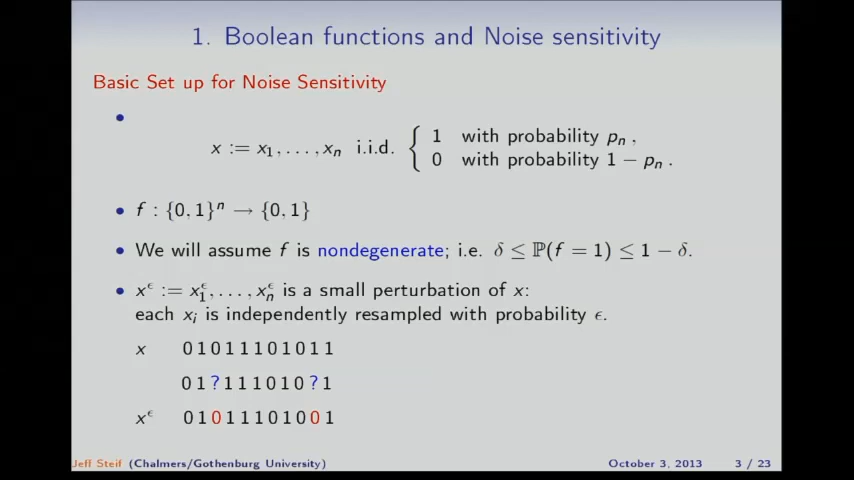 1. Boolean functions and Noise sensitivity
Basic Set up for Noise Sensitivity
• x := x₁, . . . , xₙ i.i.d. { 1 with probability pₙ ,
0 with probability 1 − pₙ .
• f : {0, 1}ⁿ → {0, 1}
• We will assume f is nondegenerate; i.e. δ ≤ ℙ(f = 1) ≤ 1 − δ.
• x^ϵ := x₁^ϵ, . . . , xₙ^ϵ is a small perturbation of x:
each xᵢ is independently resampled with probability ϵ.
x 0 1 0 1 1 1 0 1 0 1 1
0 1 ? 1 1 1 0 1 0 ? 1
x^ϵ 0 1 0 1 1 1 0 1 0 0 1
Jeff Steif (Chalmers/Gothenburg University) October 3, 2013 3 / 23